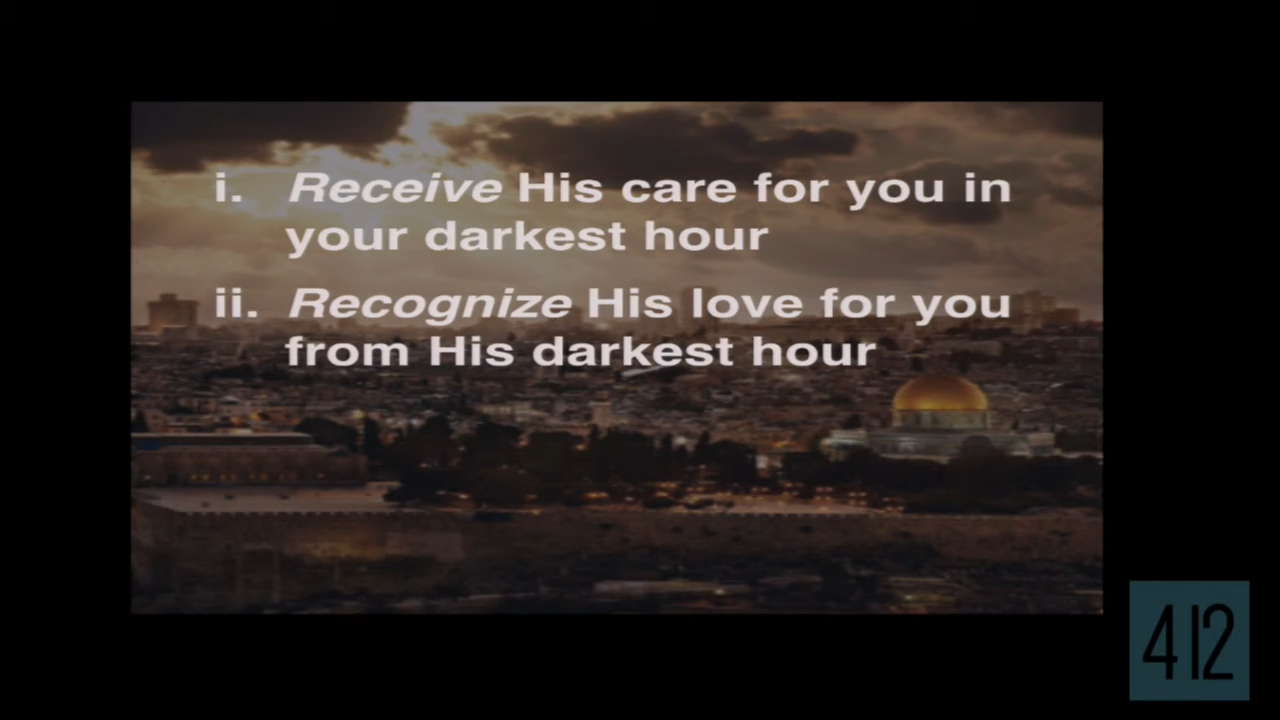 i. Receive His care for you in
your darkest hour
ii. Recognize His love for you
from His darkest hour
412